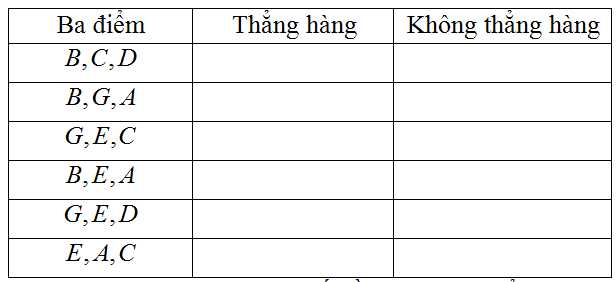 Ba điểm Thẳng hàng Không thẳng hàng
B,C,D
B,G,A
G,E,C
B,E,A
G,E,D
E,A,C